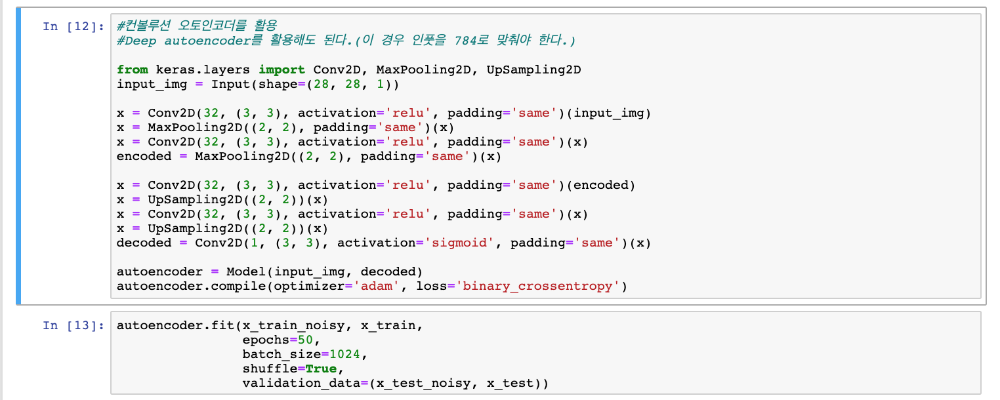 In [12]:
#컨볼루션 오토인코더를 활용
#Deep autoencoder를 활용해도 된다.(이 경우 인풋을 784로 맞춰야 한다.)
from keras.layers import Conv2D, MaxPooling2D, UpSampling2D
input_img = Input(shape=(28, 28, 1))
x = Conv2D(32, (3, 3), activation='relu', padding='same')(input_img)
x = MaxPooling2D((2, 2), padding='same')(x)
x = Conv2D(32, (3, 3), activation='relu', padding='same')(x)
encoded = MaxPooling2D((2, 2), padding='same')(x)
x = Conv2D(32, (3, 3), activation='relu', padding='same')(encoded)
x = UpSampling2D((2, 2))(x)
x = Conv2D(32, (3, 3), activation='relu', padding='same')(x)
x = UpSampling2D((2, 2))(x)
decoded = Conv2D(1, (3, 3), activation='sigmoid', padding='same')(x)
autoencoder = Model(input_img, decoded)
autoencoder.compile(optimizer='adam', loss='binary_crossentropy')
In [13]:
autoencoder.fit(x_train_noisy, x_train,
epochs=50,
batch_size=1024,
shuffle=True,
validation_data=(x_test_noisy, x_test))